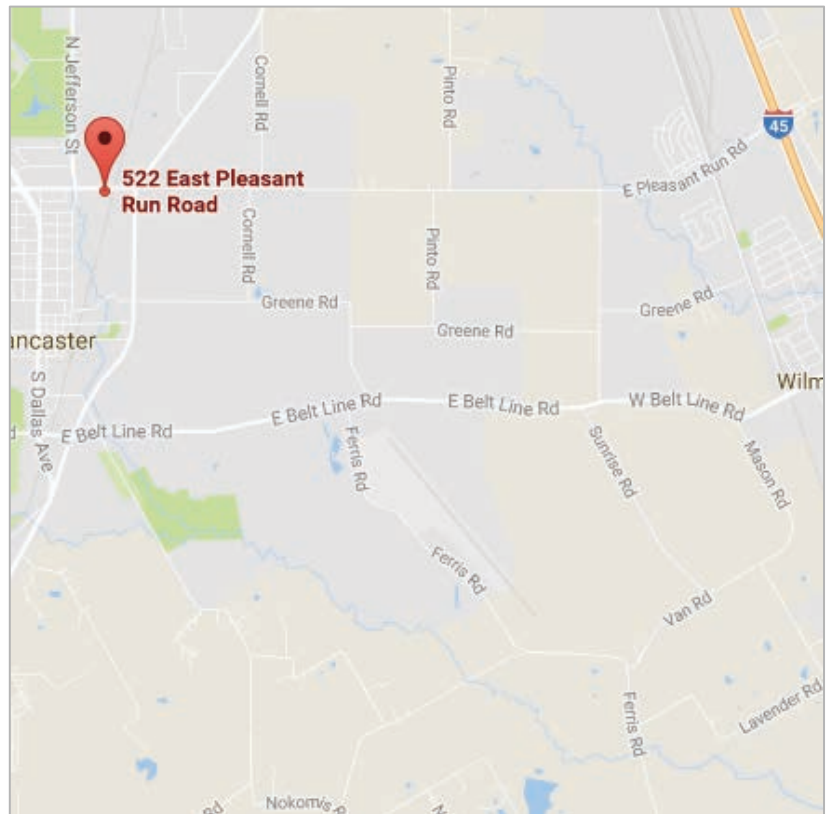 N Jefferson St
Cornell Rd
Pinto Rd
45
522 East Pleasant
Run Road
E Pleasant Run Rd
Cornell Rd
Pinto Rd
Greene Rd
Greene Rd
Greene Rd
ancaster
S Dallas Ave
E Belt Line Rd
E Belt Line Rd
E Belt Line Rd
W Belt Line Rd
Wilm
d
Ferris Rd
Sunrise Rd
Mason Rd
Ferris Rd
Van Rd
Ferris Rd
Lavender Rd
Rd
Nokomis R
N